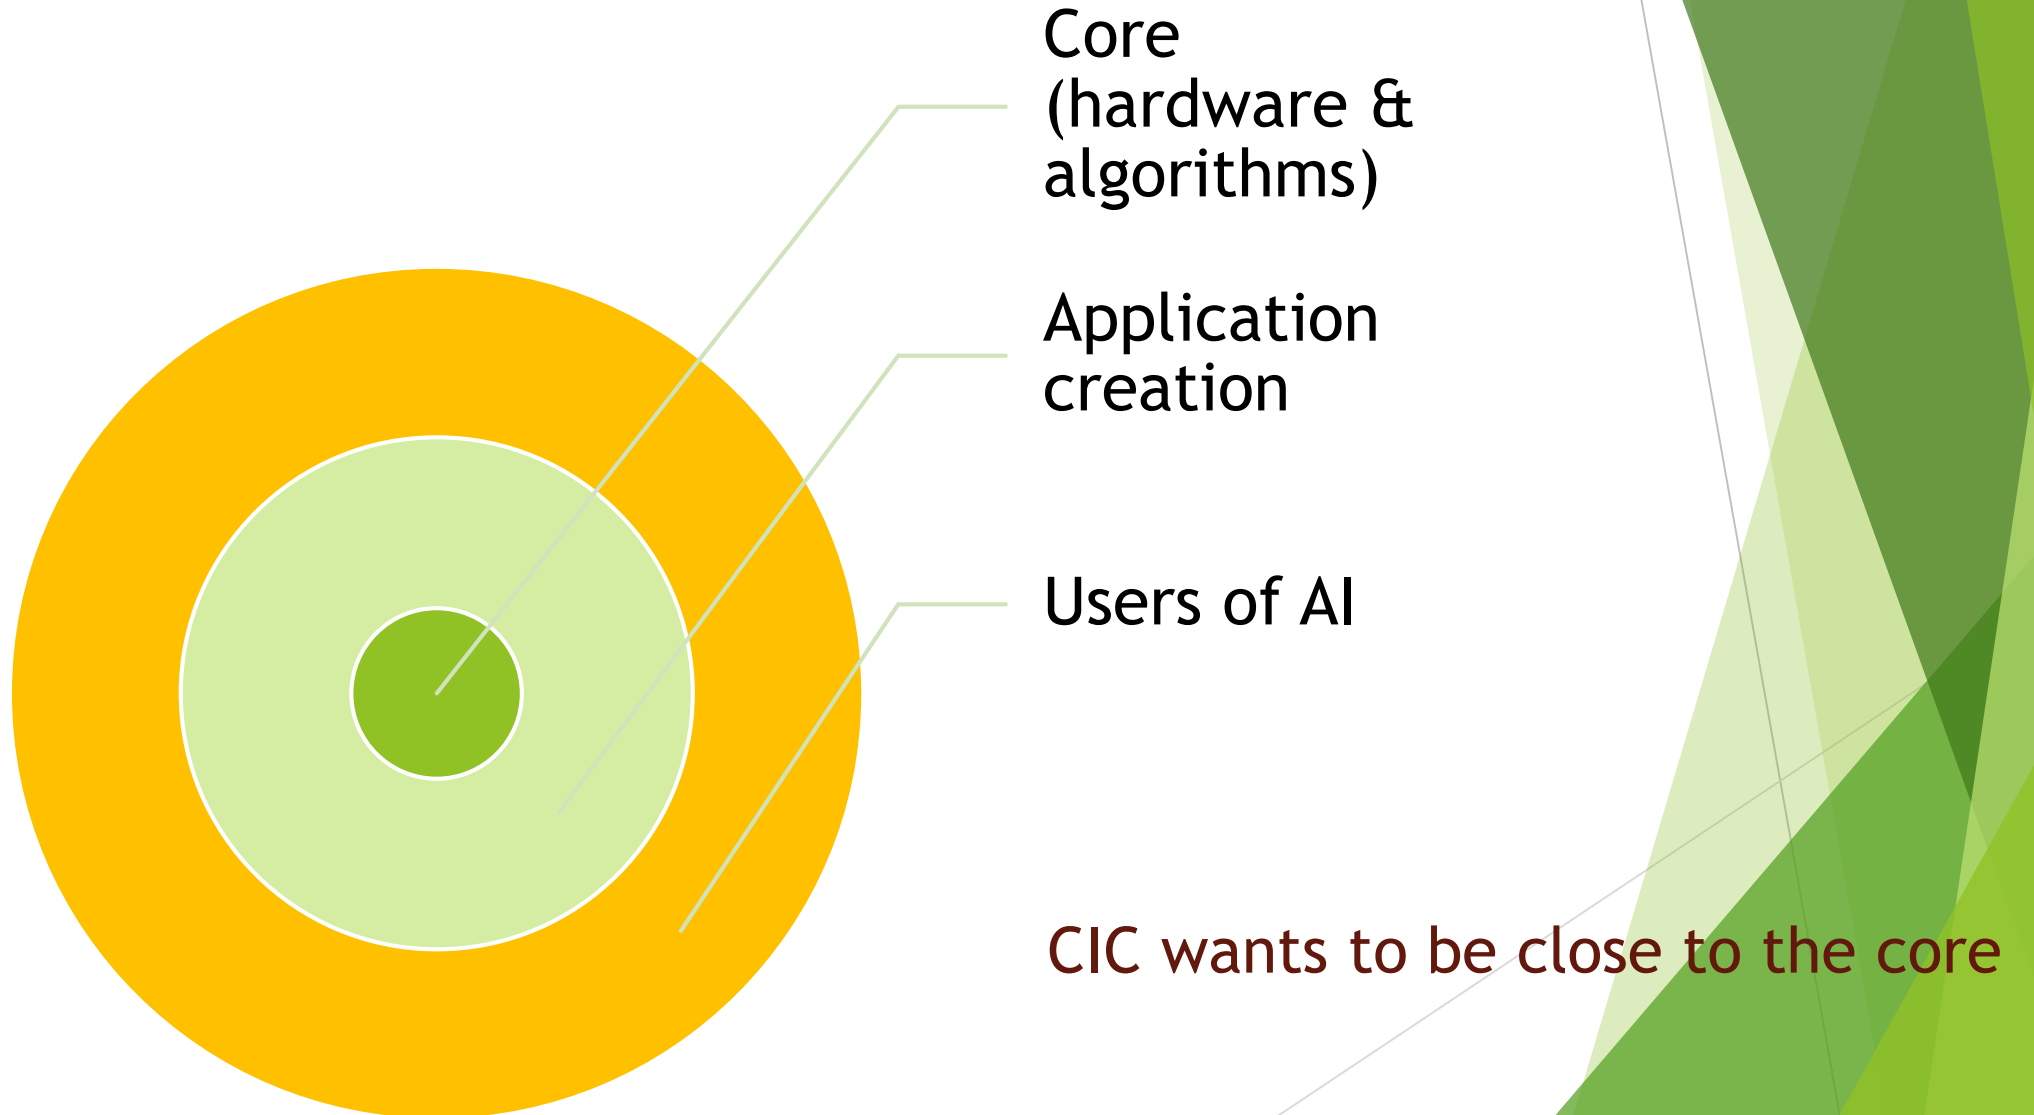 Core
(hardware &
algorithms)
Application
creation
Users of AI
CIC wants to be close to the core